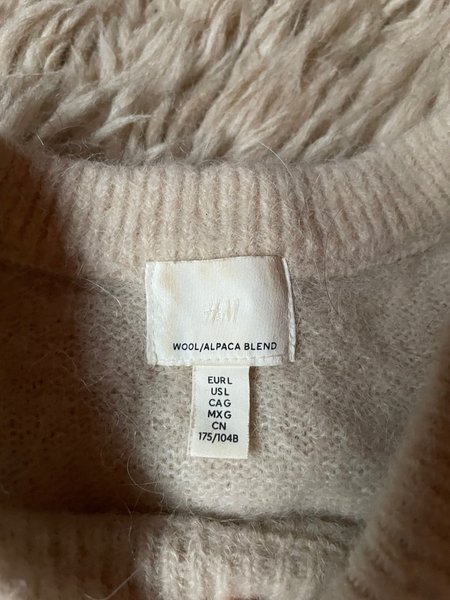 H&M
WOOL/ALPACA BLEND
EUR L
US L
CA G
MX G
CN
175/104B